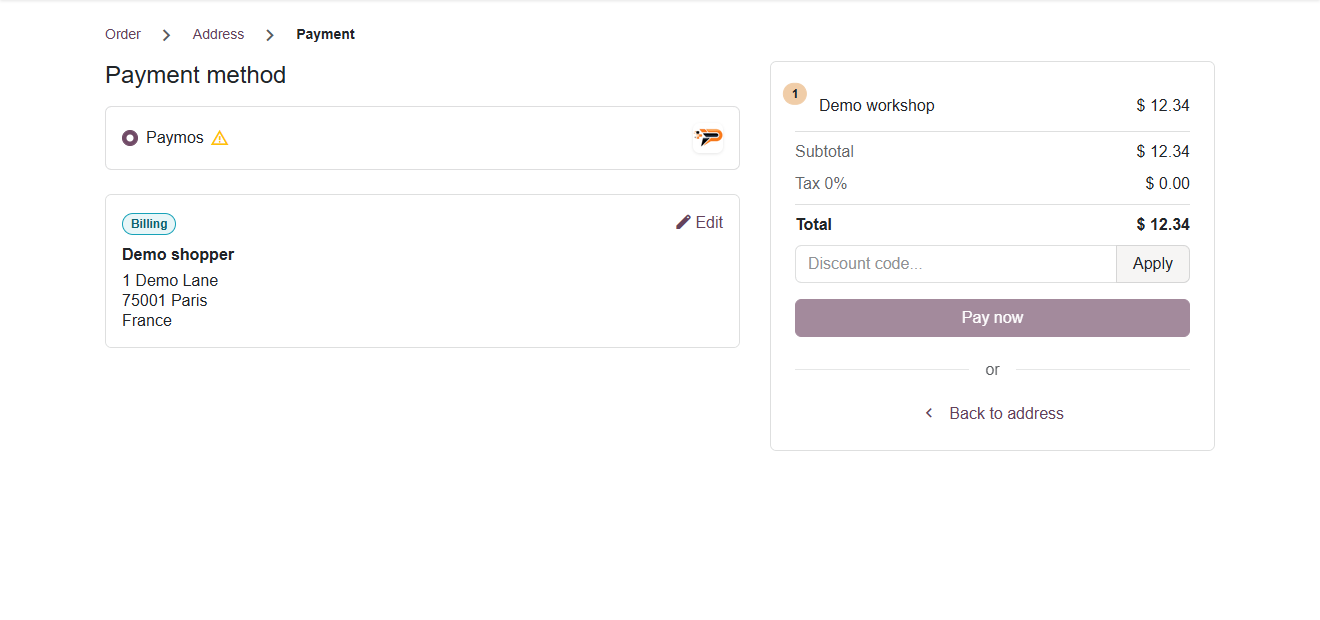 Order > Address > Payment
Payment method
Paymos
Billing
Edit
Demo shopper
1 Demo Lane
75001 Paris
France
1
Demo workshop $ 12.34
Subtotal $ 12.34
Tax 0% $ 0.00
Total $ 12.34
Discount code... Apply
Pay now
or
Back to address